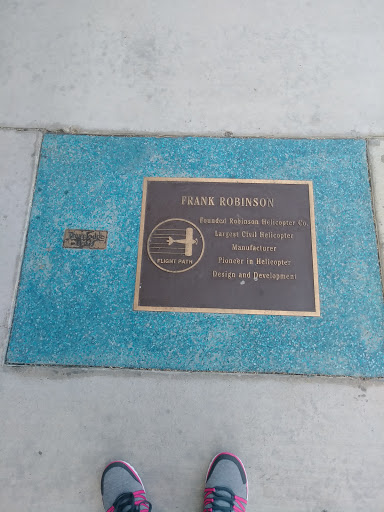 FRANK ROBINSON
Founded Robinson Helicopter Co.
Largest Civil Helicopter
Manufacturer
Pioneer in Helicopter
Design and Development
FLIGHT PATH